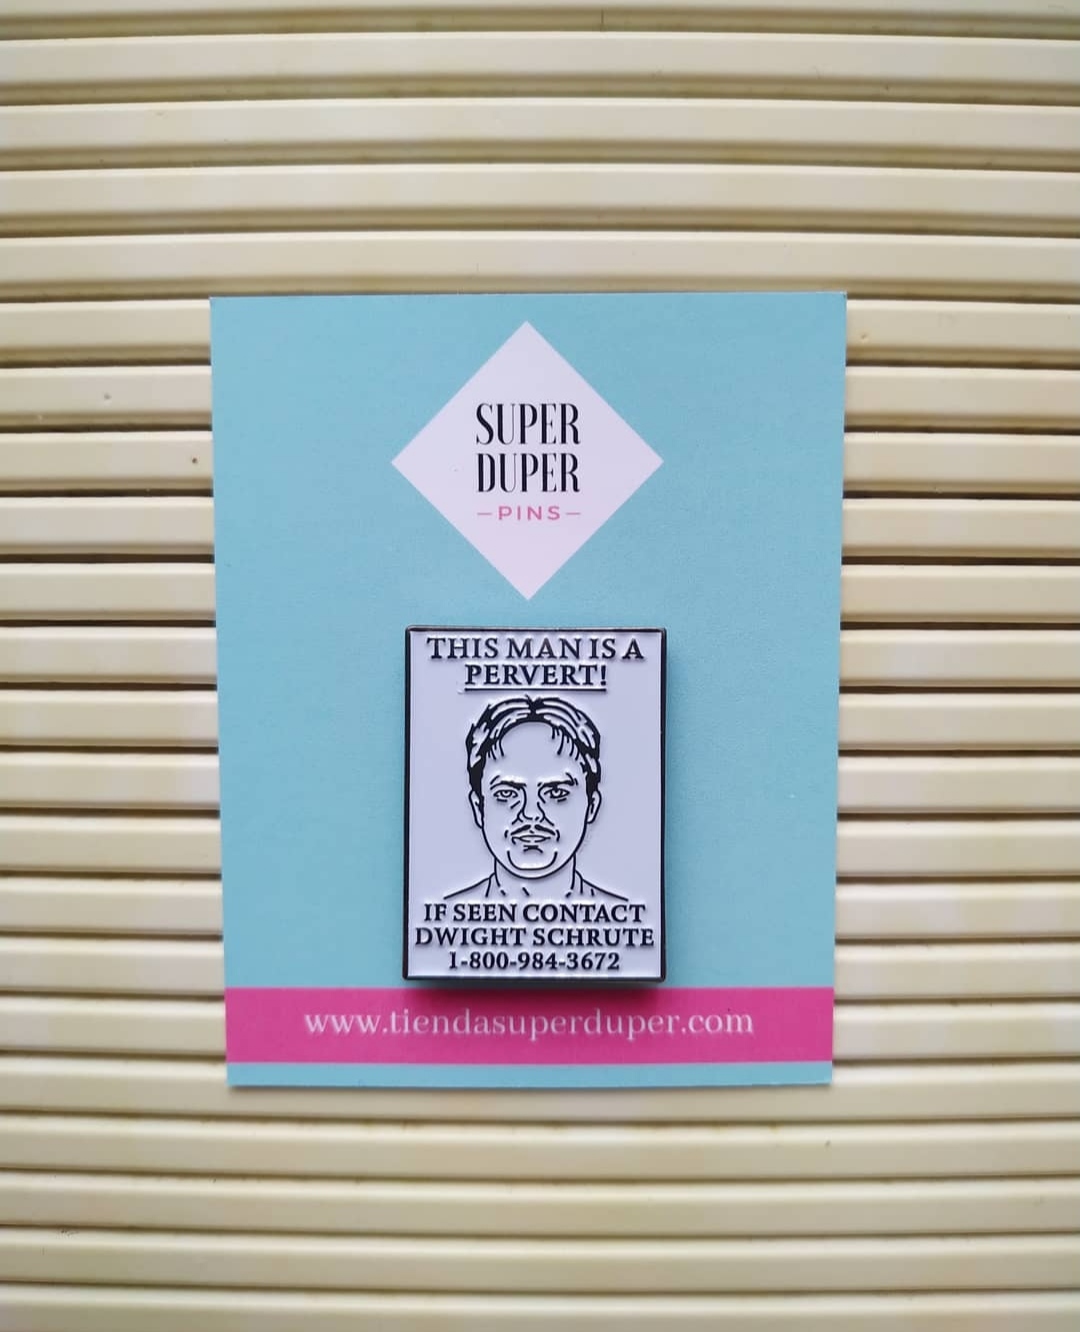 SUPER
DUPER
–PINS–
THIS MAN IS A
PERVERT!
IF SEEN CONTACT
DWIGHT SCHRUTE
1-800-984-3672
www.tiendasuperduper.com